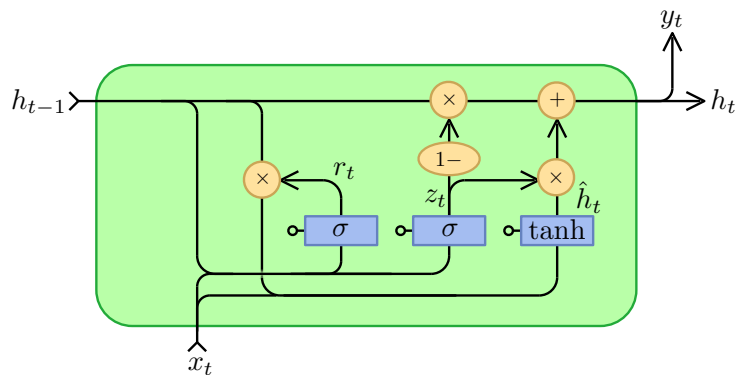 y_t
h_{t-1} × + h_t
1−
r_t
× z_t × ĥ_t
σ σ tanh
x_t